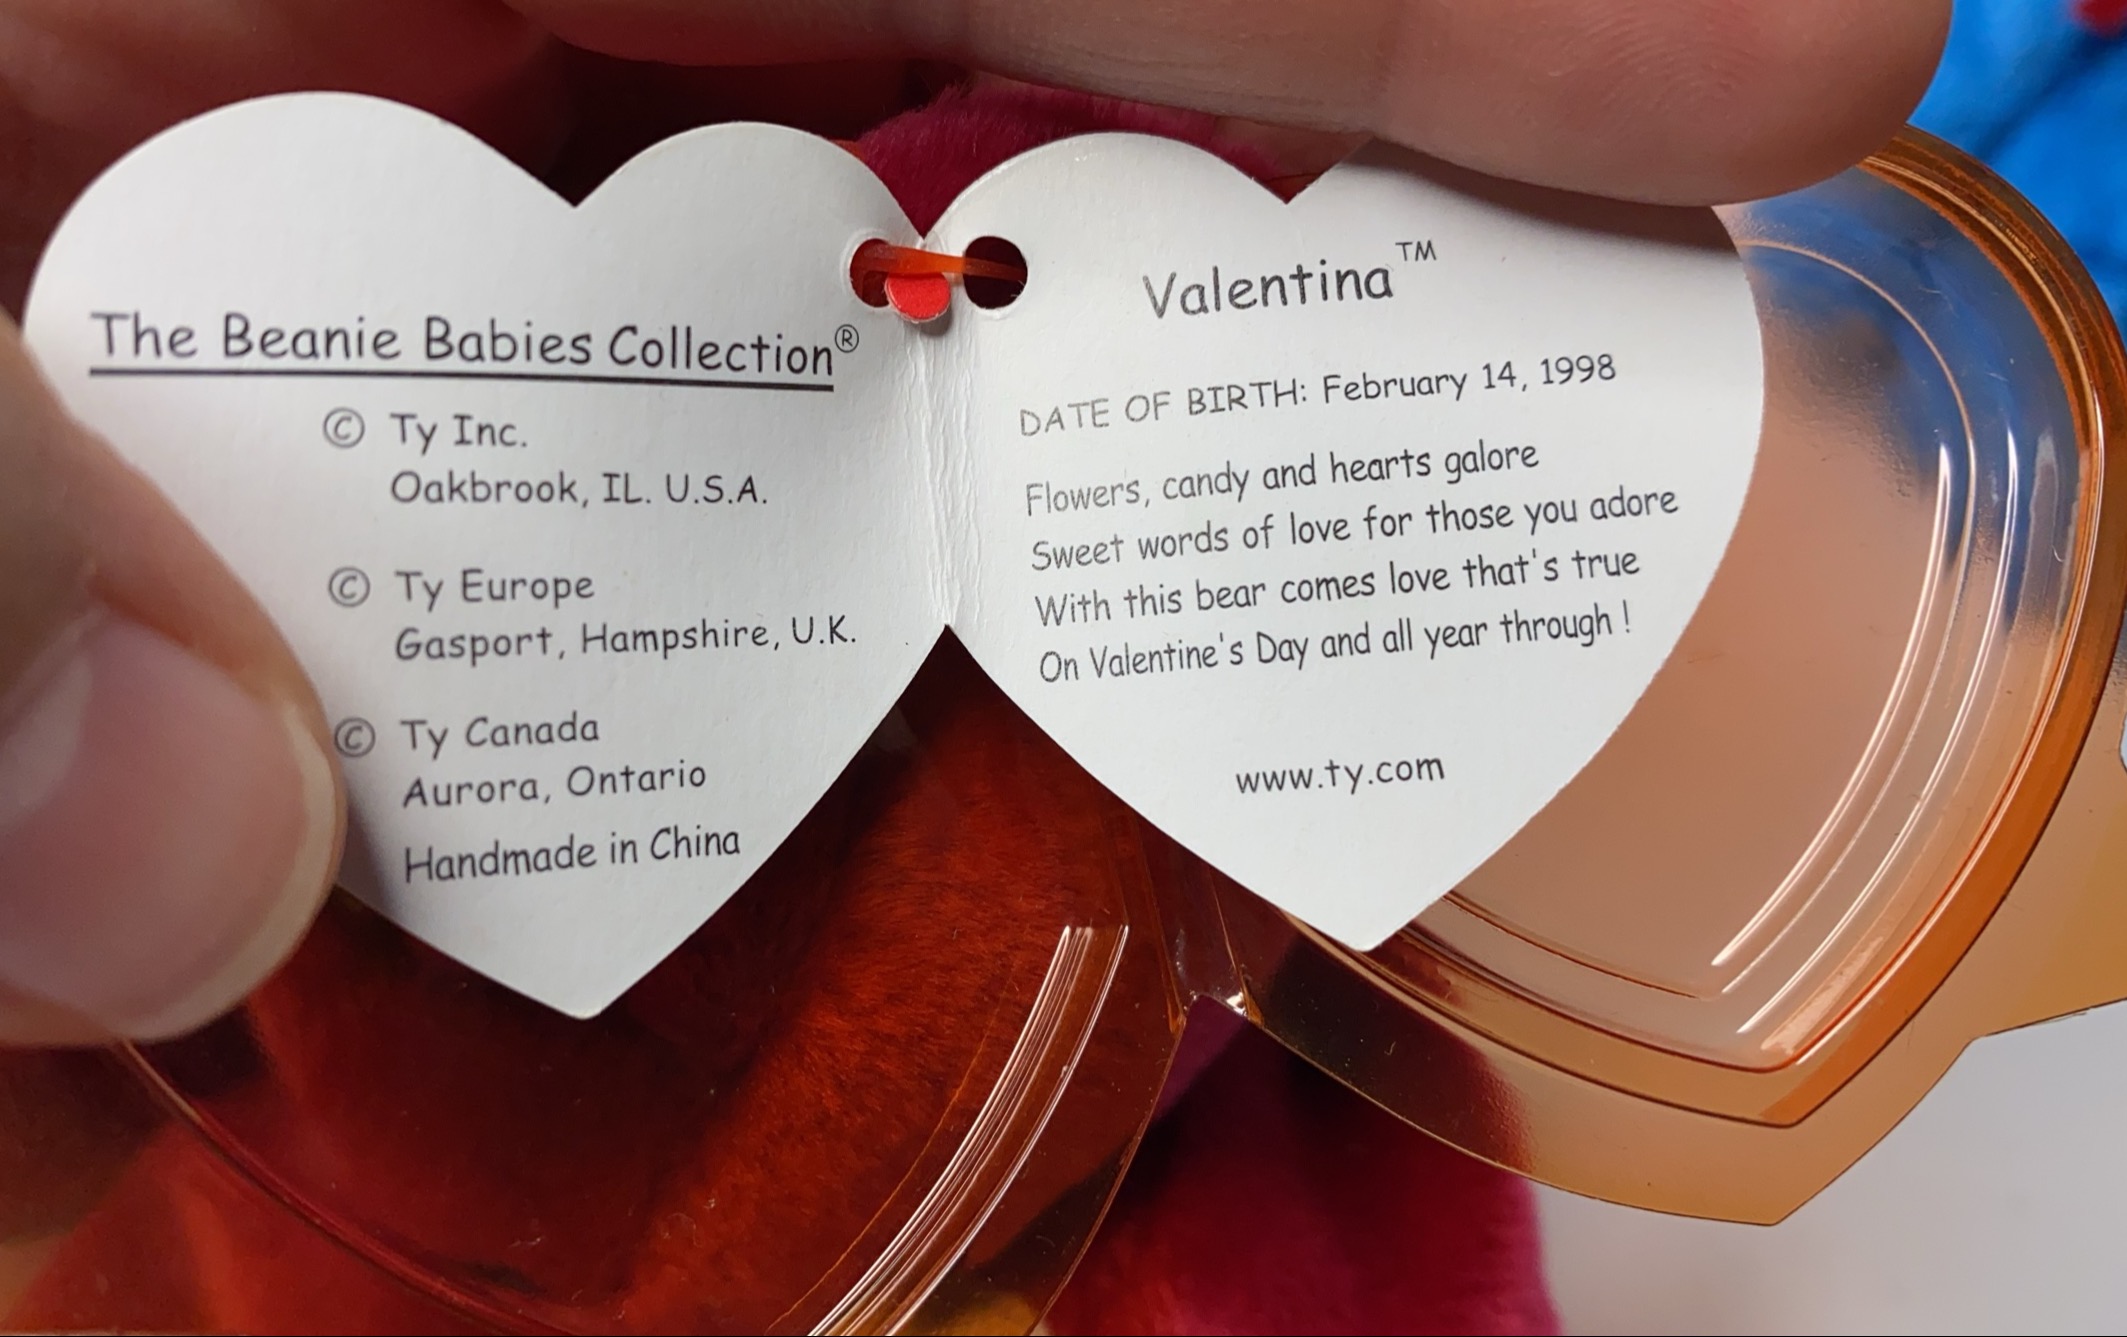 The Beanie Babies Collection®
© Ty Inc.
Oakbrook, IL. U.S.A.
© Ty Europe
Gasport, Hampshire, U.K.
© Ty Canada
Aurora, Ontario
Handmade in China
Valentina™
DATE OF BIRTH: February 14, 1998
Flowers, candy and hearts galore
Sweet words of love for those you adore
With this bear comes love that's true
On Valentine's Day and all year through !
www.ty.com